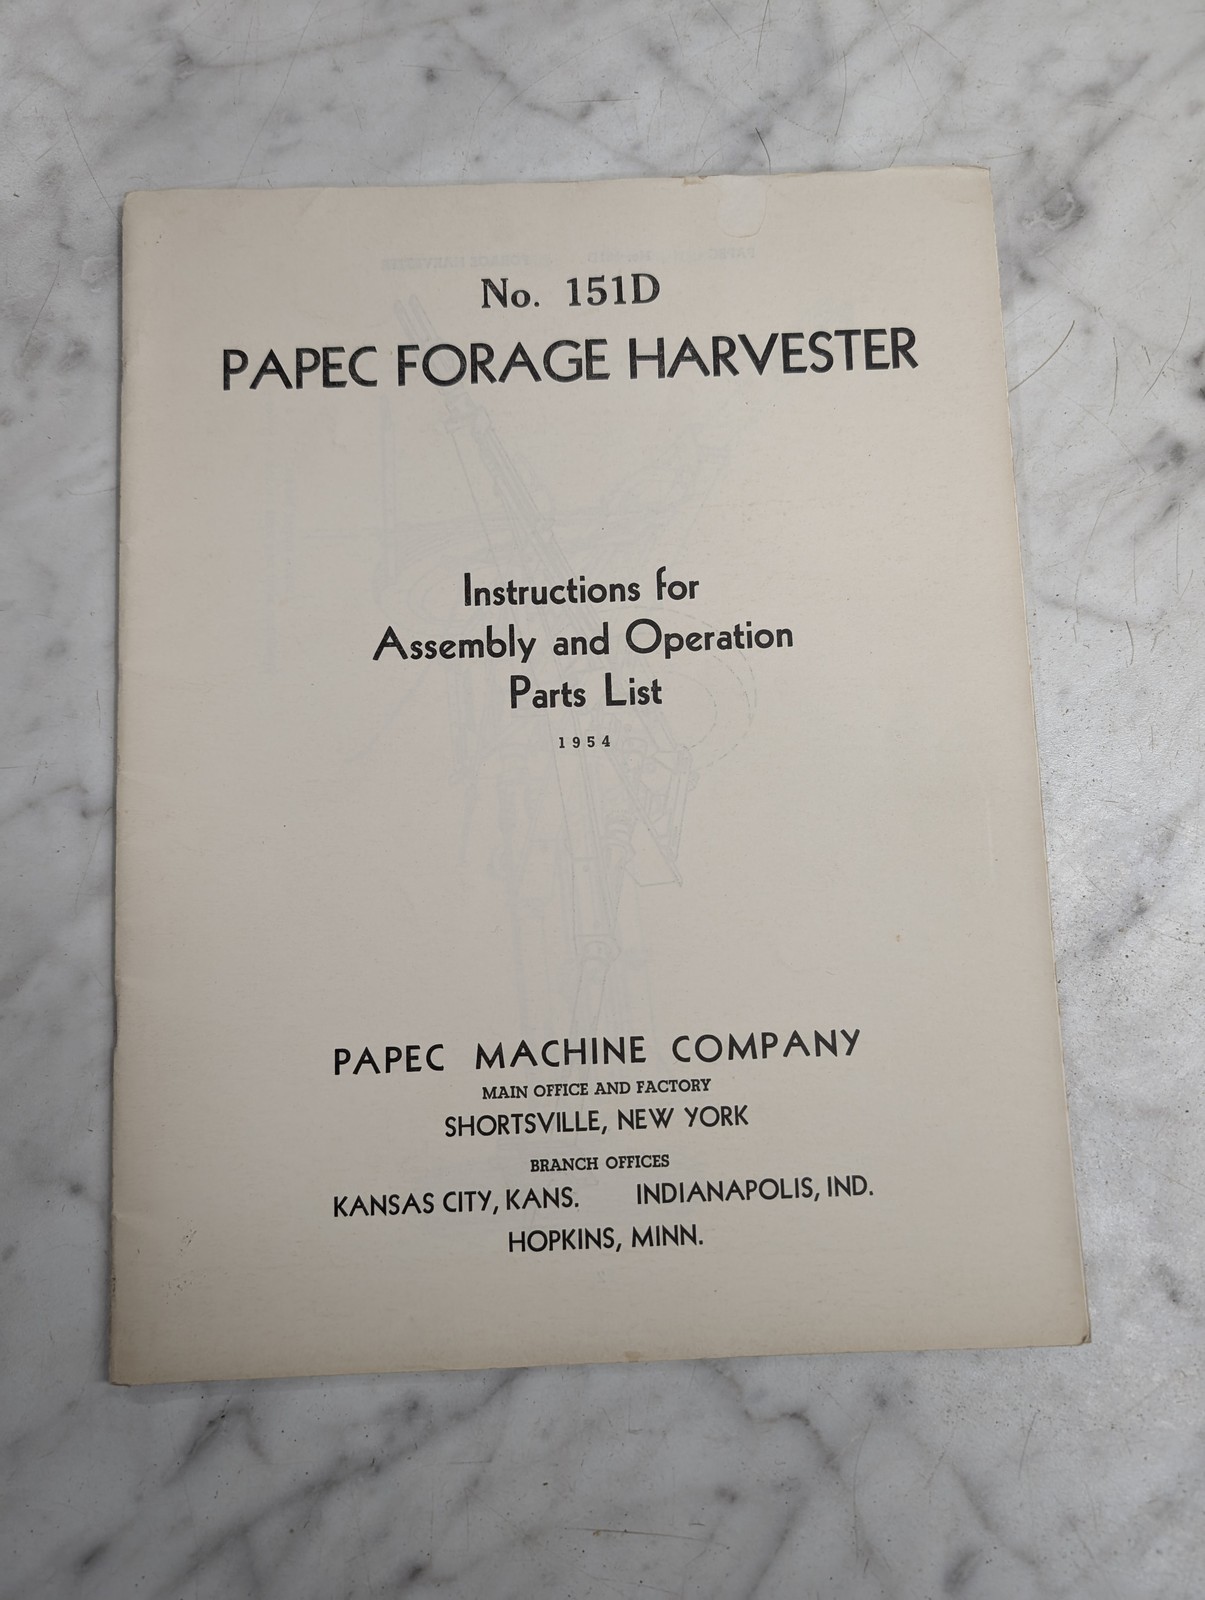 No. 151D
PAPEC FORAGE HARVESTER
Instructions for
Assembly and Operation
Parts List
1954
PAPEC MACHINE COMPANY
MAIN OFFICE AND FACTORY
SHORTSVILLE, NEW YORK
BRANCH OFFICES
KANSAS CITY, KANS. INDIANAPOLIS, IND.
HOPKINS, MINN.